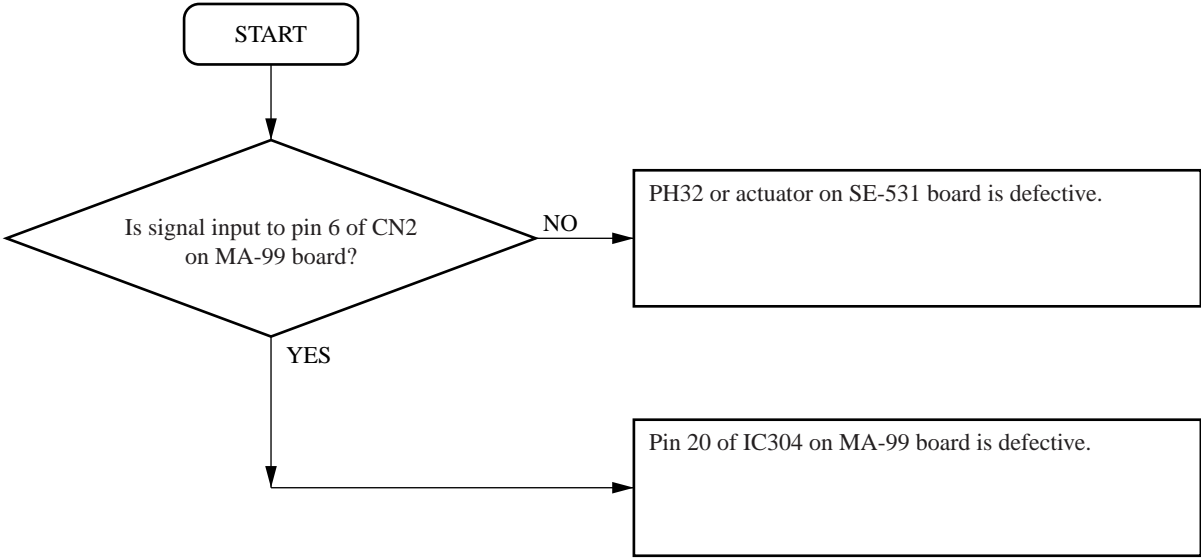 START
Is signal input to pin 6 of CN2
on MA-99 board?
NO
PH32 or actuator on SE-531 board is defective.
YES
Pin 20 of IC304 on MA-99 board is defective.